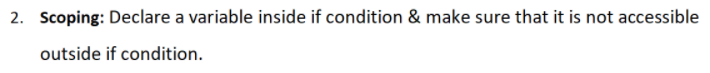 2. Scoping: Declare a variable inside if condition & make sure that it is not accessible
outside if condition.